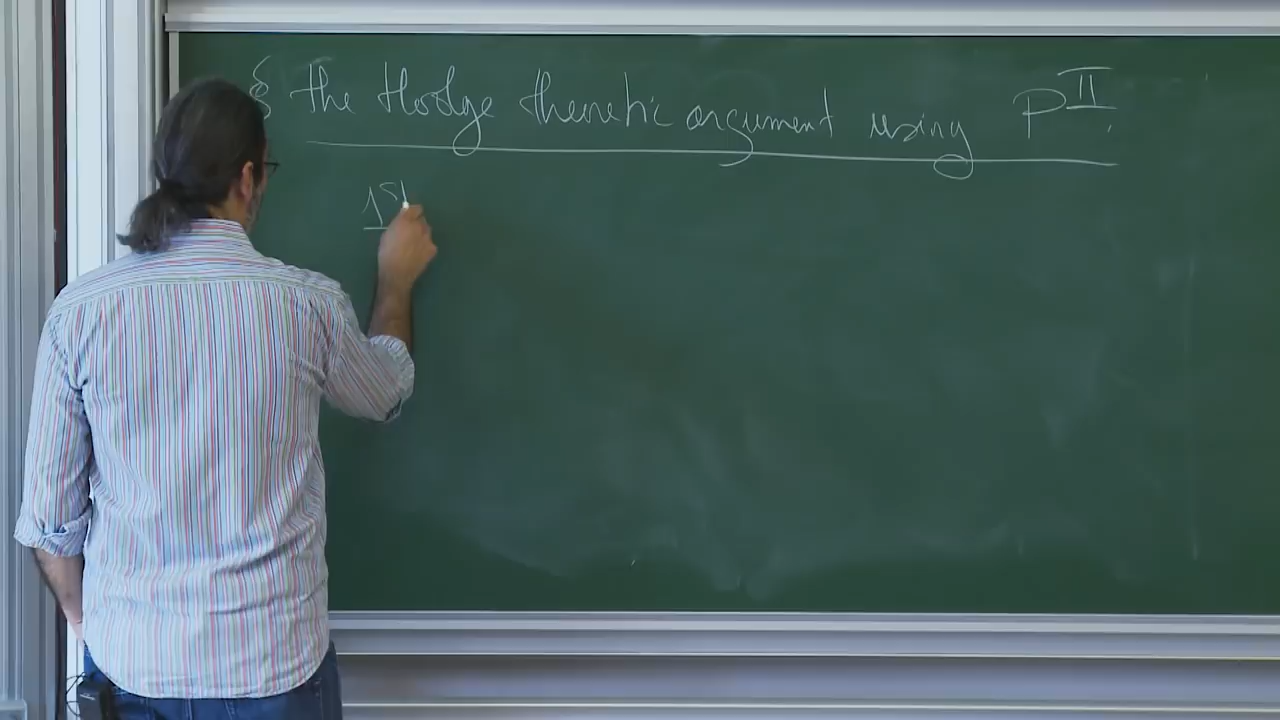 § the Hodge theoretic argument using P^II.
1st